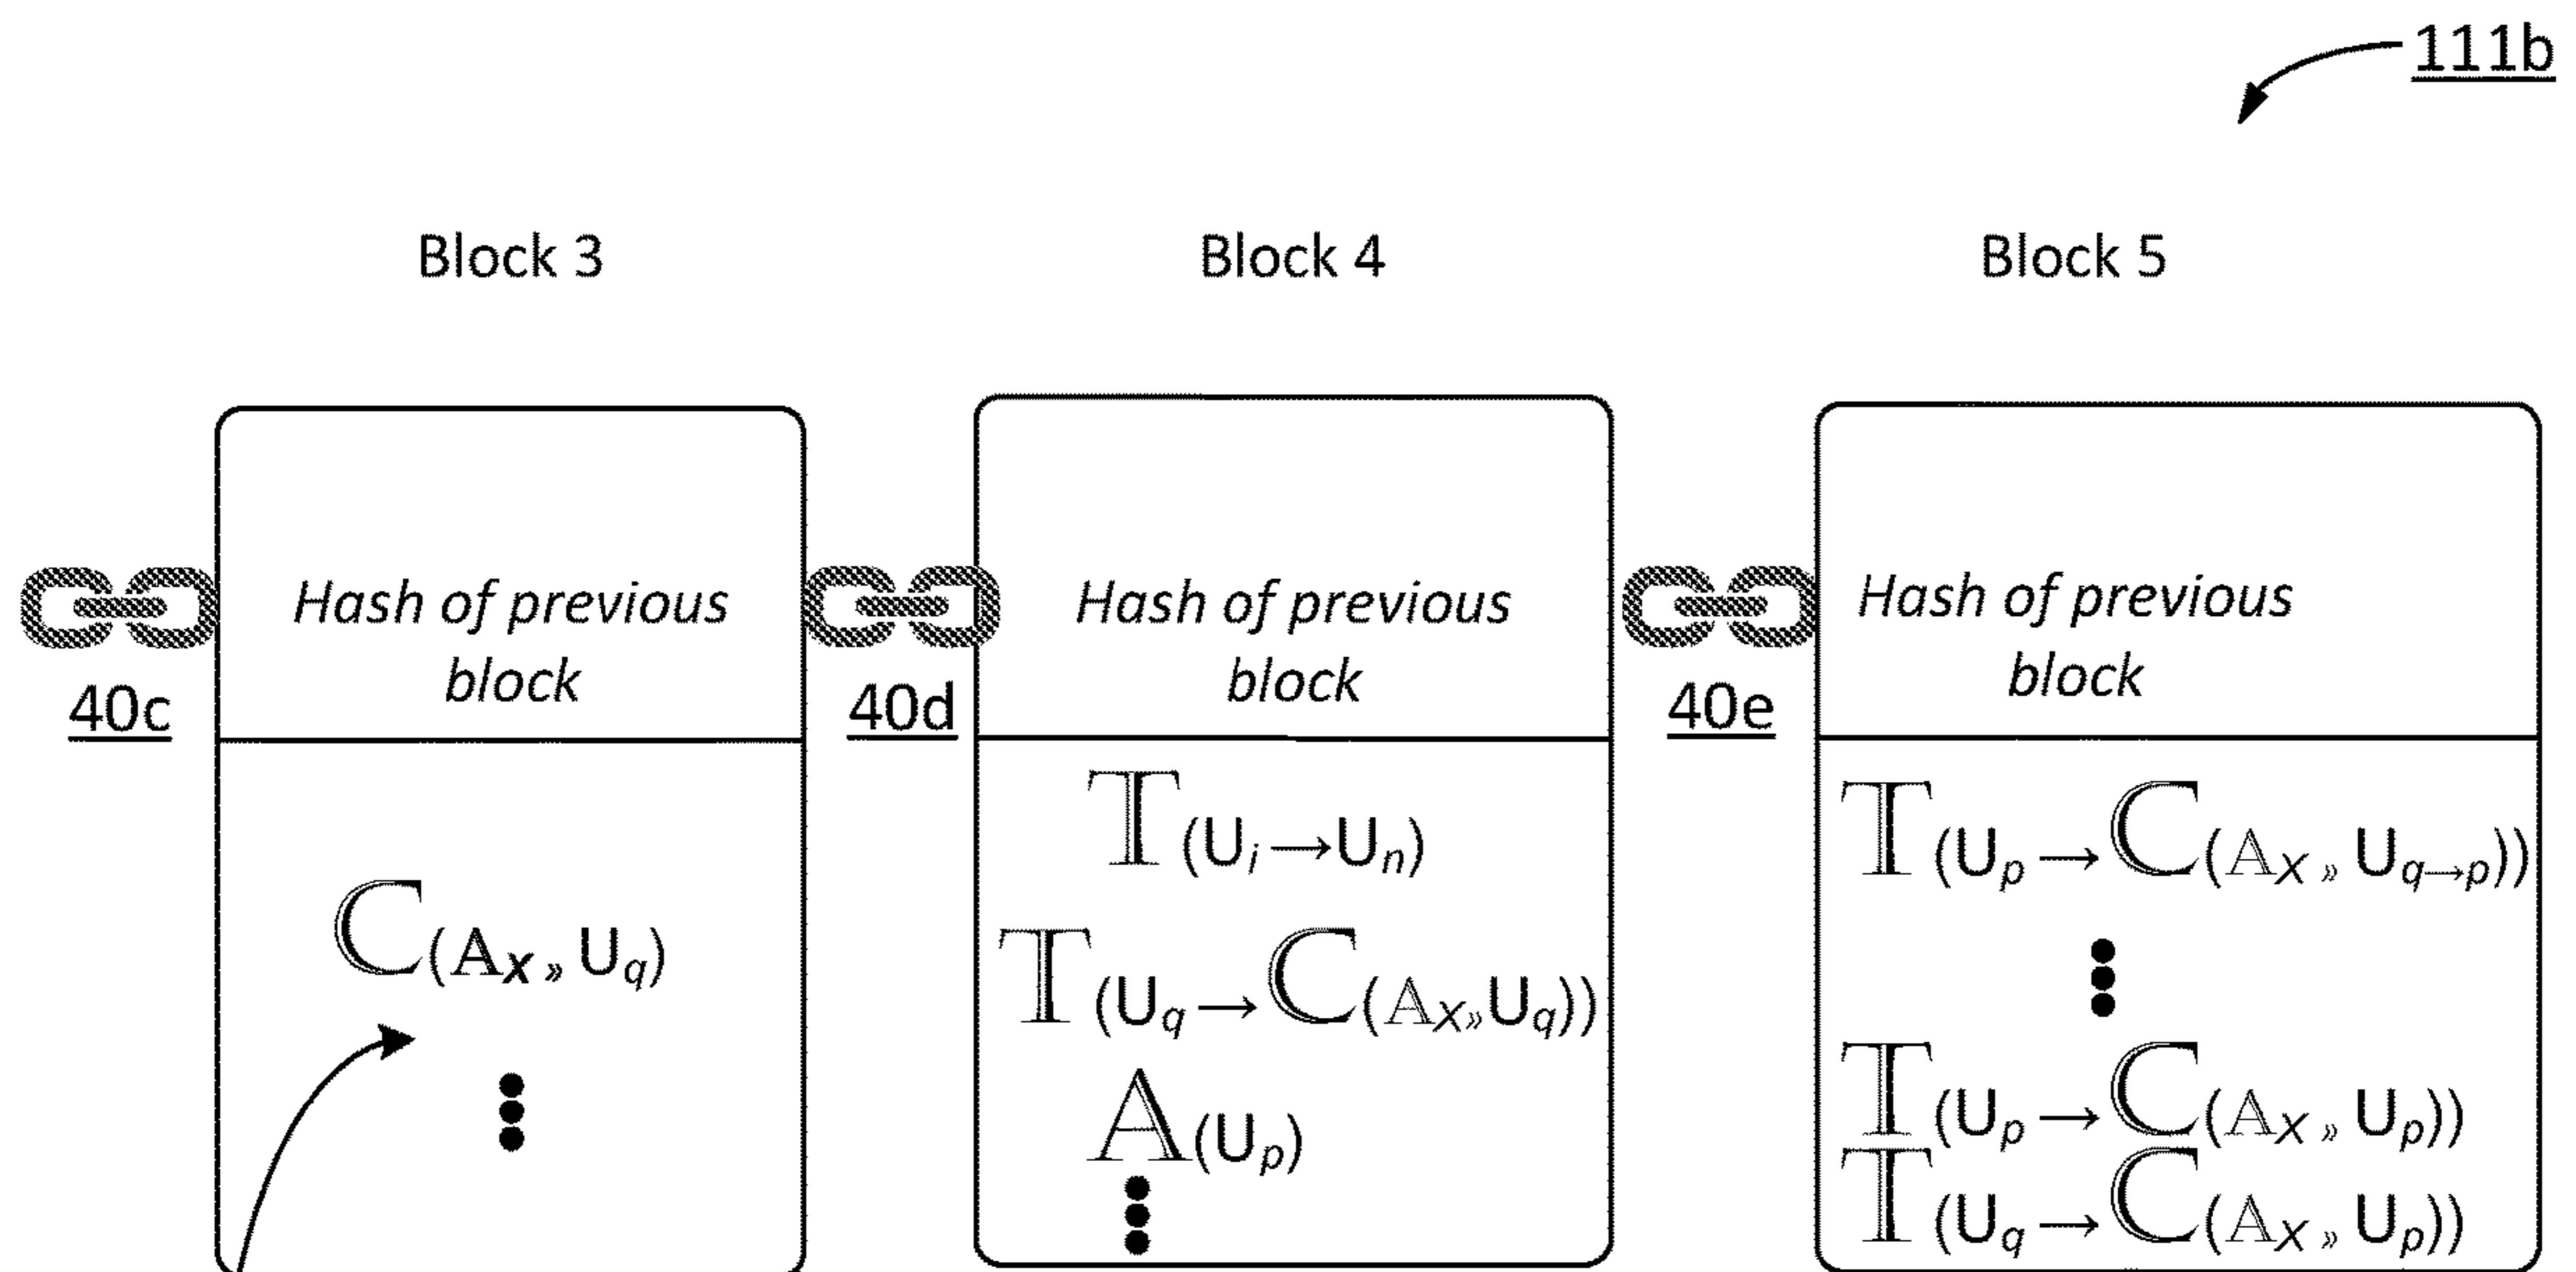 111b
Block 3
Block 4
Block 5
Hash of previous
block
40c
ℂ(𝔸X » Uq)
Hash of previous
block
40d
𝕋(Ui→Un)
𝕋(Uq→ℂ(𝔸X»Uq))
𝔸(Up)
Hash of previous
block
40e
𝕋(Up→ℂ(𝔸X » Uq→p))
𝕋(Up→ℂ(𝔸X » Up))
𝕋(Uq→ℂ(𝔸X » Up))